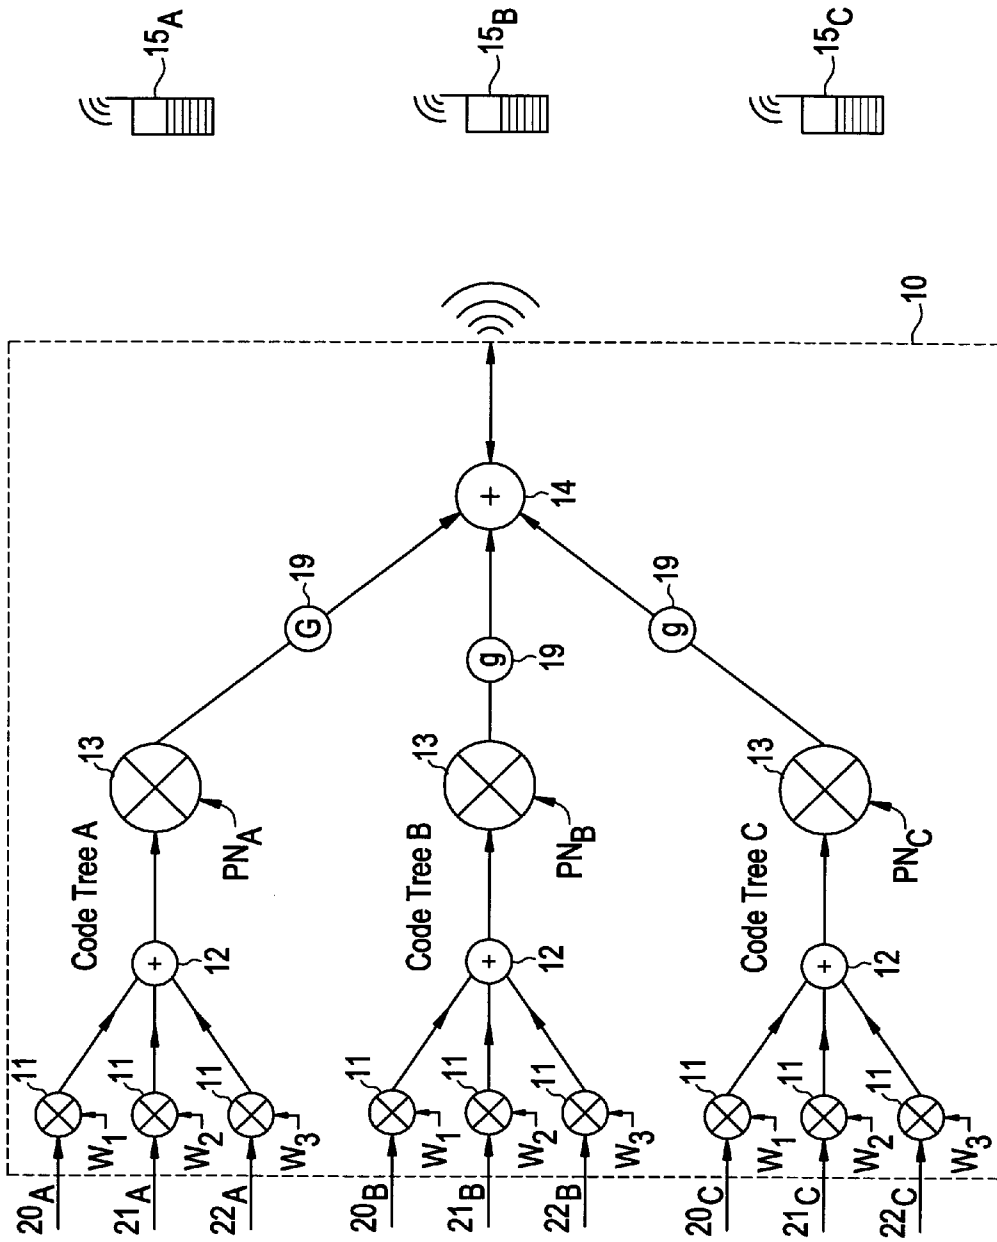 15A
15B
15C
10
14
19
G
19
g
19
g
+
13
13
13
PNA
PNB
PNC
Code Tree A
Code Tree B
Code Tree C
+
12
+
12
+
12
11
11
11
11
11
11
11
11
11
W1
W2
W3
W1
W2
W3
W1
W2
W3
20A
21A
22A
20B
21B
22B
20C
21C
22C